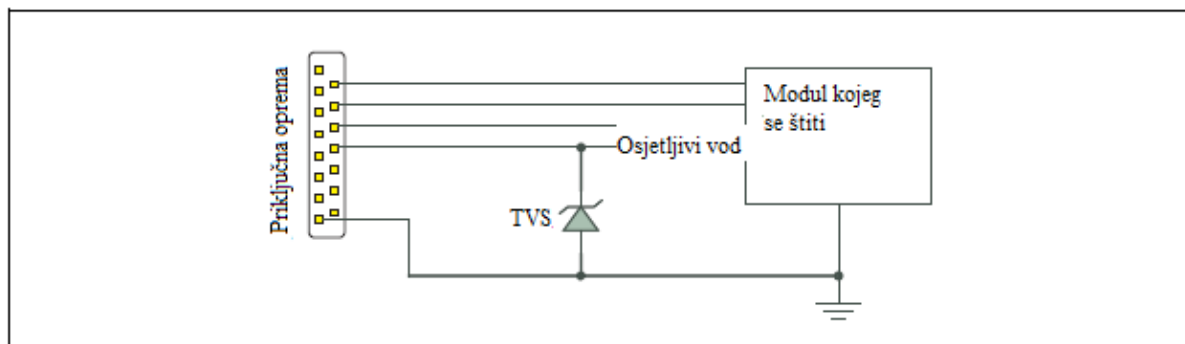 Priključna oprema
Modul kojeg
se štiti
Osjetljivi vod
TVS